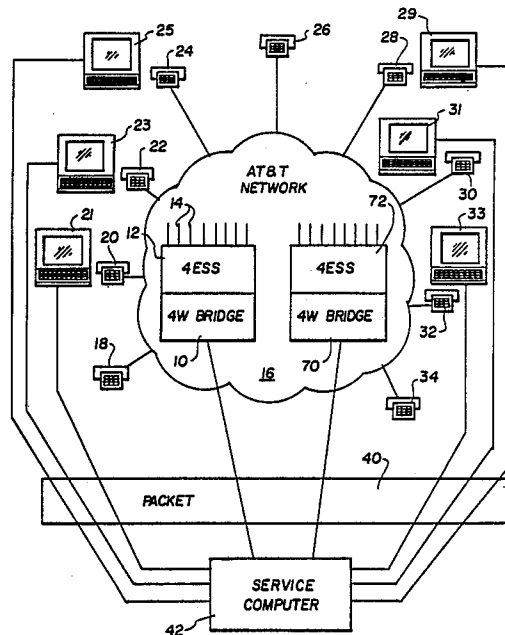 25
24
26
28
29
23
22
31
30
21
20
33
32
18
34
AT&T
NETWORK
14
12
72
4ESS
4ESS
4W BRIDGE
4W BRIDGE
10
16
70
40
PACKET
SERVICE
COMPUTER
42